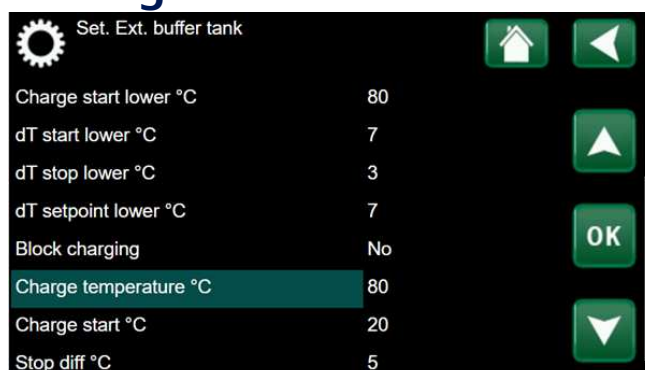 Set. Ext. buffer tank
Charge start lower °C 80
dT start lower °C 7
dT stop lower °C 3
dT setpoint lower °C 7
Block charging No
OK
Charge temperature °C 80
Charge start °C 20
Stop diff °C 5